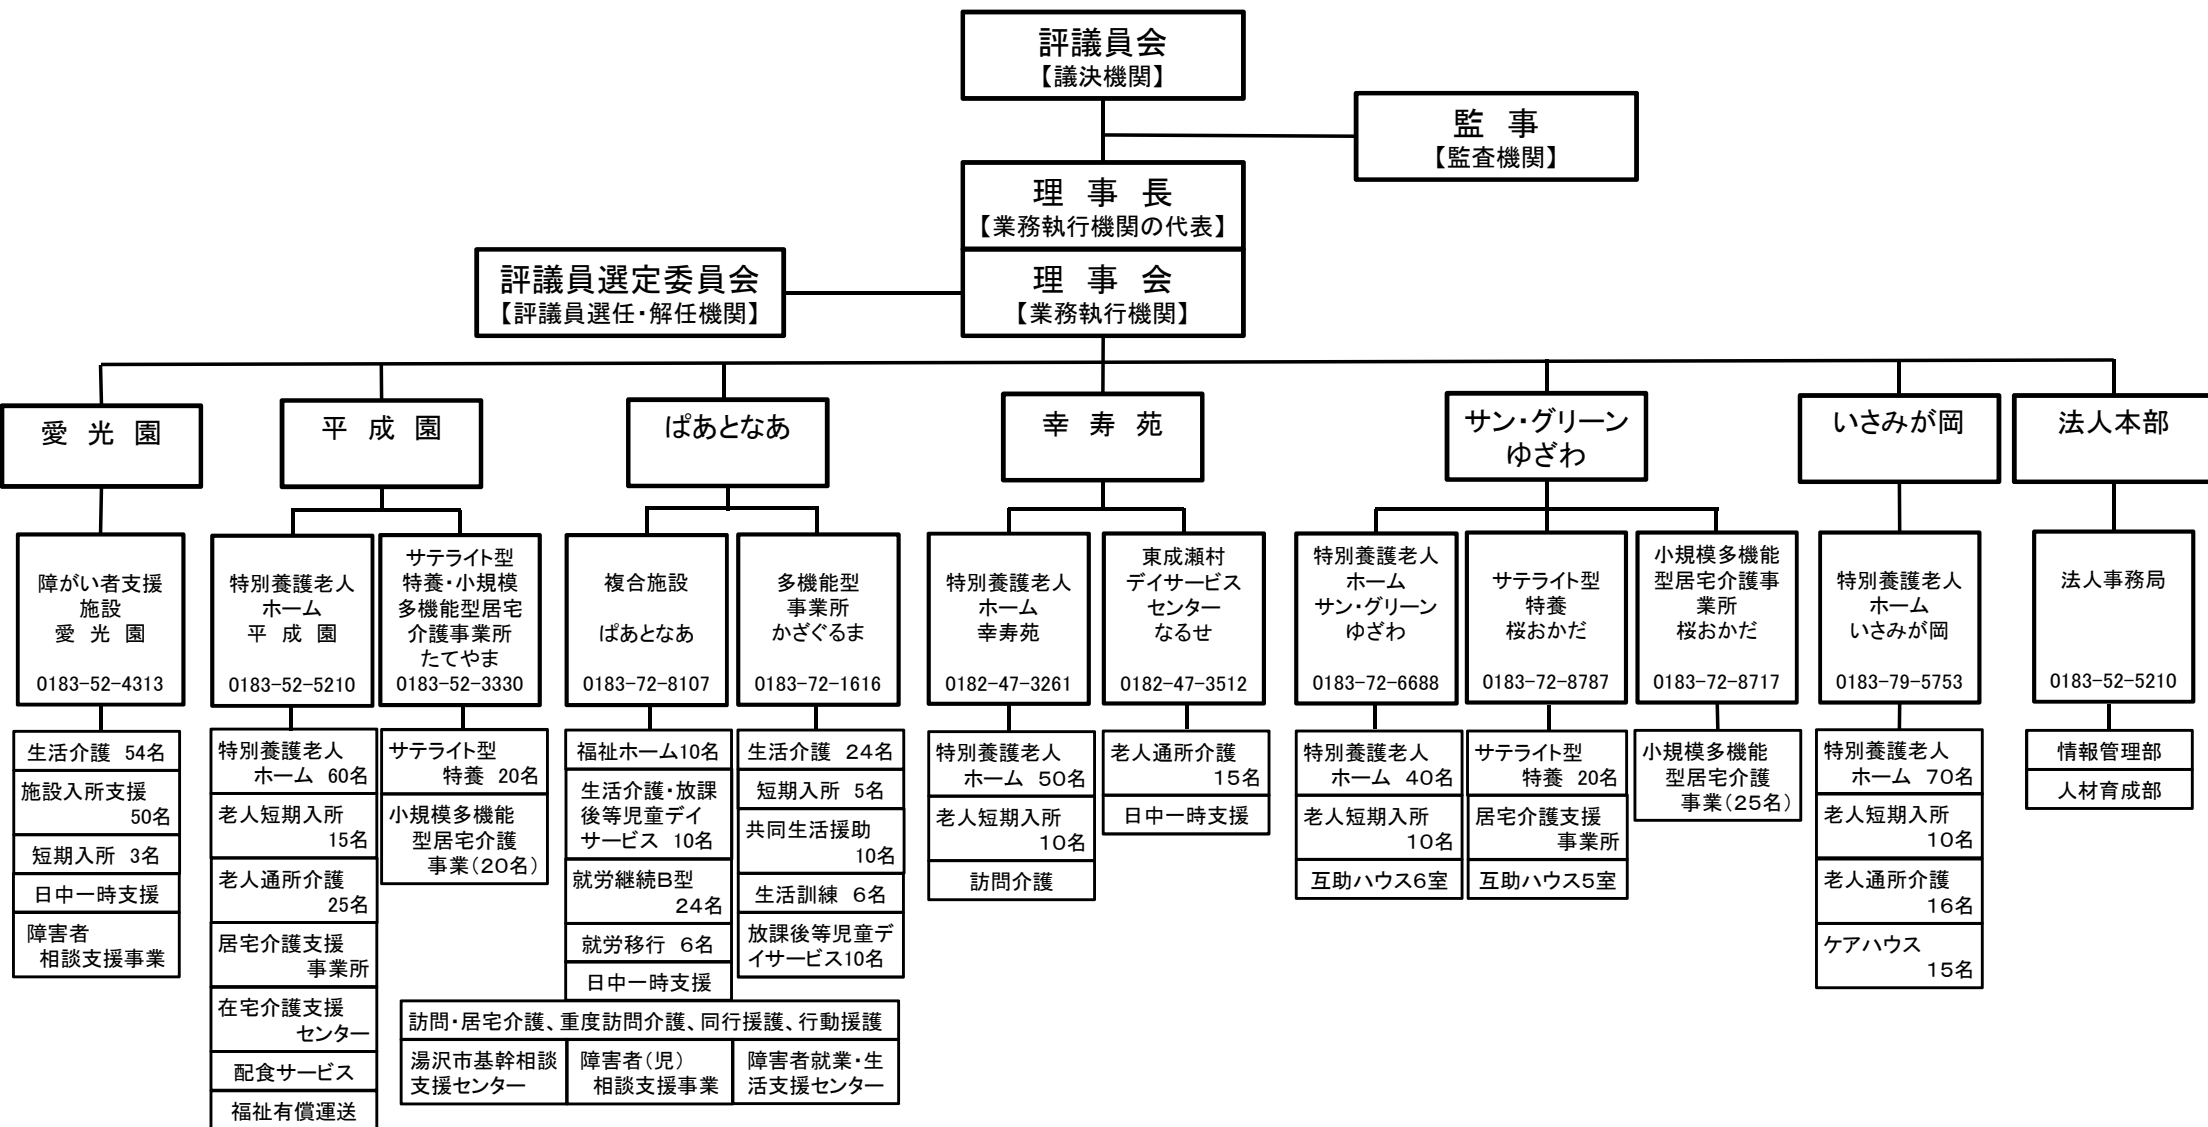 評議員会
【議決機関】
監　事
【監査機関】
理　事　長
【業務執行機関の代表】
評議員選定委員会
【評議員選任・解任機関】
理　事　会
【業務執行機関】
愛　光　園
平　成　園
ぱあとなあ
幸　寿　苑
サン・グリーン
ゆざわ
いさみが岡
法人本部
障がい者支援
施設
愛　光　園
0183-52-4313
特別養護老人
ホーム
平　成　園
0183-52-5210
サテライト型
特養・小規模
多機能型居宅
介護事業所
たてやま
0183-52-3330
複合施設
ぱあとなあ
0183-72-8107
多機能型
事業所
かざぐるま
0183-72-1616
特別養護老人
ホーム
幸寿苑
0182-47-3261
東成瀬村
デイサービス
センター
なるせ
0182-47-3512
特別養護老人
ホーム
サン・グリーン
ゆざわ
0183-72-6688
サテライト型
特養
桜おかだ
0183-72-8787
小規模多機能
型居宅介護事
業所
桜おかだ
0183-72-8717
特別養護老人
ホーム
いさみが岡
0183-79-5753
法人事務局
0183-52-5210
生活介護 54名
施設入所支援
50名
短期入所 3名
日中一時支援
障害者
相談支援事業
特別養護老人
ホーム 60名
老人短期入所
15名
老人通所介護
25名
居宅介護支援
事業所
在宅介護支援
センター
配食サービス
福祉有償運送
サテライト型
特養 20名
小規模多機能
型居宅介護
事業(20名)
福祉ホーム10名
生活介護・放課
後等児童デイ
サービス 10名
就労継続B型
24名
就労移行 6名
日中一時支援
生活介護 24名
短期入所 5名
共同生活援助
10名
生活訓練 6名
放課後等児童デ
イサービス10名
訪問・居宅介護、重度訪問介護、同行援護、行動援護
湯沢市基幹相談
支援センター
障害者(児)
相談支援事業
障害者就業・生
活支援センター
特別養護老人
ホーム 50名
老人短期入所
10名
訪問介護
老人通所介護
15名
日中一時支援
特別養護老人
ホーム 40名
老人短期入所
10名
互助ハウス6室
サテライト型
特養 20名
居宅介護支援
事業所
互助ハウス5室
小規模多機能
型居宅介護
事業(25名)
特別養護老人
ホーム 70名
老人短期入所
10名
老人通所介護
16名
ケアハウス
15名
情報管理部
人材育成部